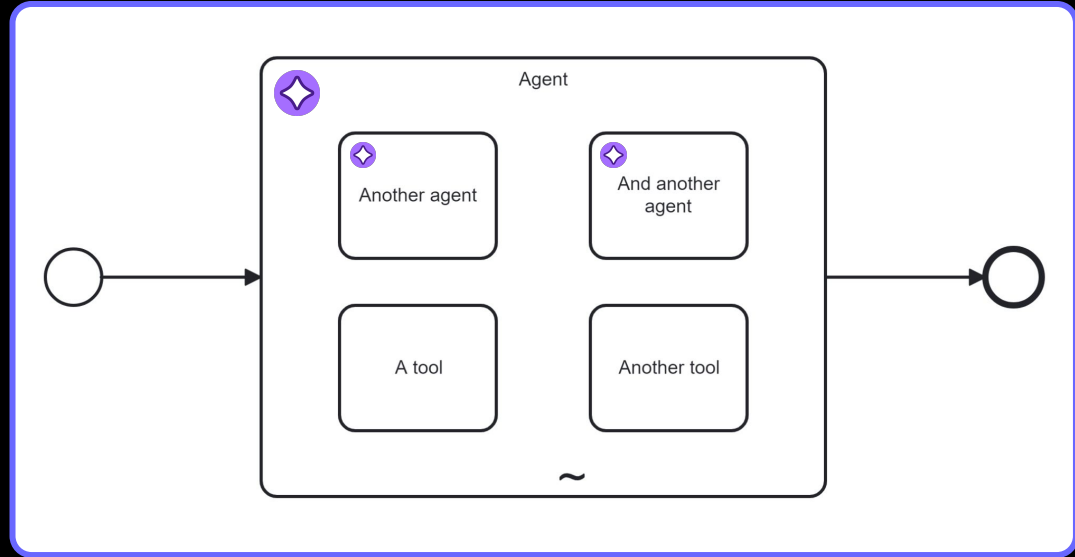 Agent
Another agent
And another
agent
A tool
Another tool
~